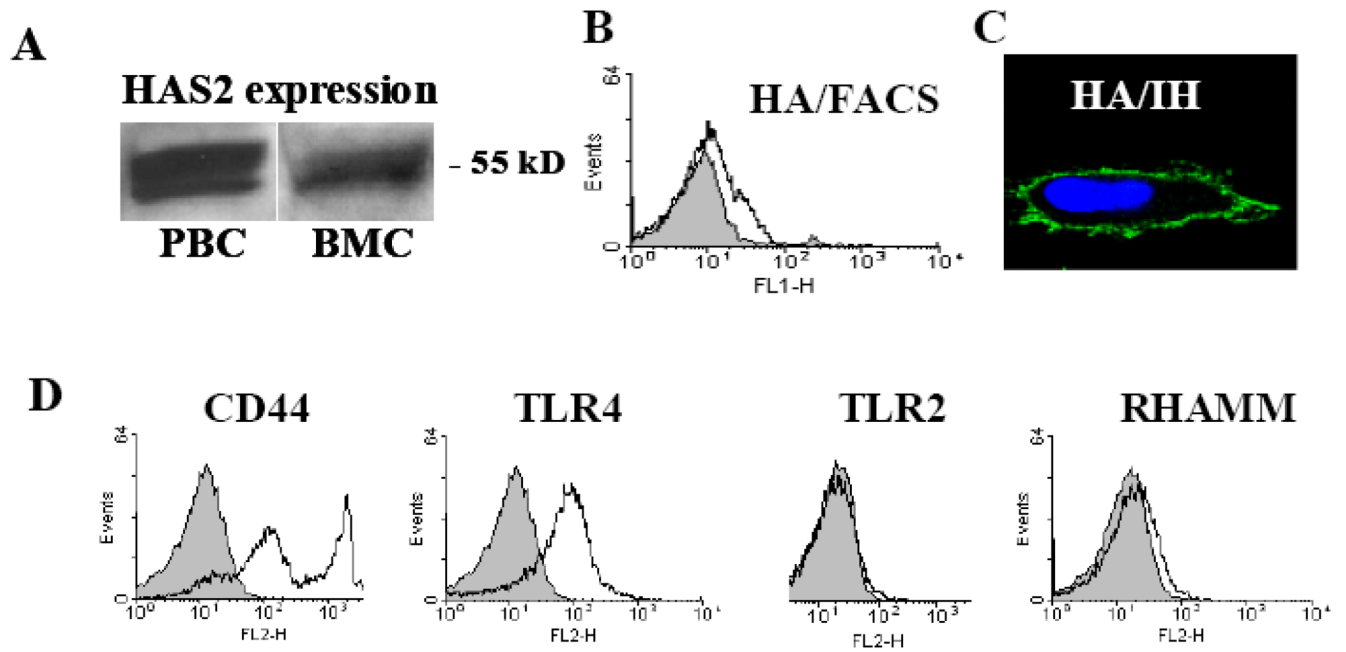 A
HAS2 expression
- 55 kD
PBC BMC
B
HA/FACS
64
Events
0
10⁰ 10¹ 10² 10³ 10⁴
FL1-H
C
HA/IH
D
CD44
64
Events
0
10⁰ 10¹ 10² 10³
FL2-H
TLR4
64
Events
0
10⁰ 10¹ 10² 10³ 10⁴
FL2-H
TLR2
10¹ 10² 10³
FL2-H
RHAMM
64
Events
0
10⁰ 10¹ 10² 10³ 10⁴
FL2-H